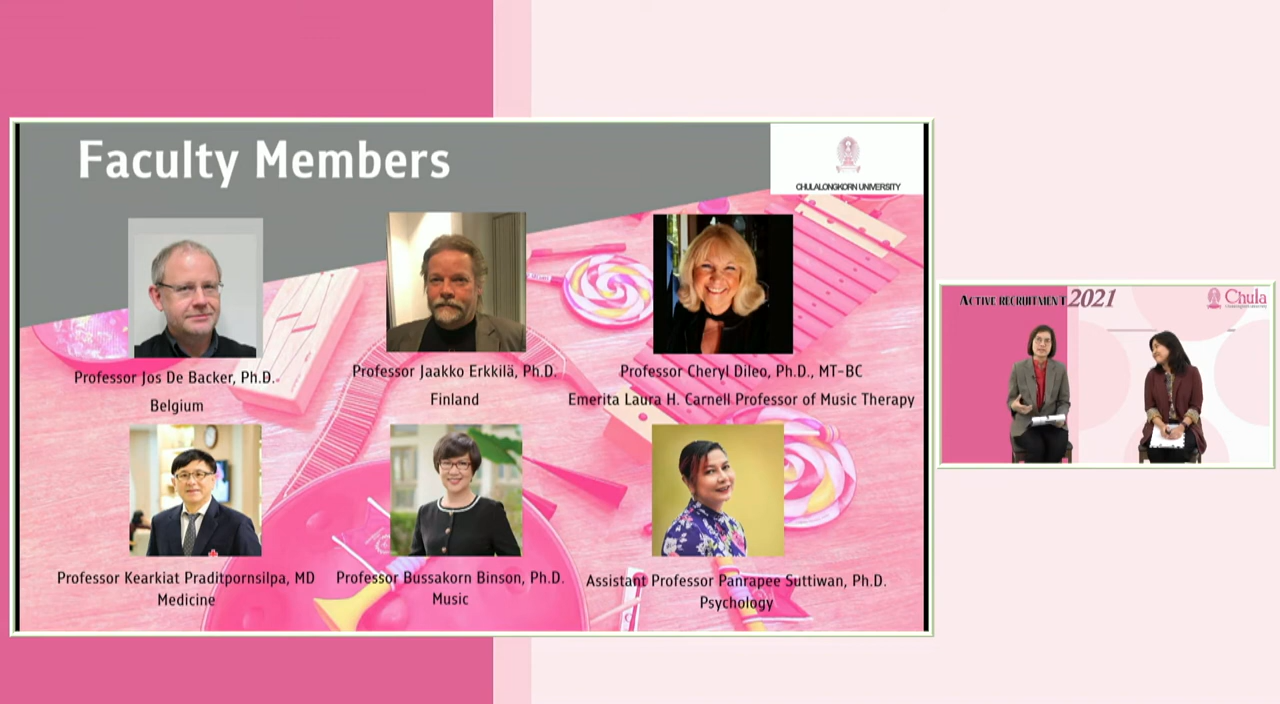 Faculty Members
CHULALONGKORN UNIVERSITY
Professor Jos De Backer, Ph.D.
Belgium
Professor Jaakko Erkkilä, Ph.D.
Finland
Professor Cheryl Dileo, Ph.D., MT-BC
Emerita Laura H. Carnell Professor of Music Therapy
Professor Kearkiat Praditpornsilpa, MD
Medicine
Professor Bussakorn Binson, Ph.D.
Music
Assistant Professor Panrapee Suttiwan, Ph.D.
Psychology
ACTIVE RECRUITMENT 2021
Chula